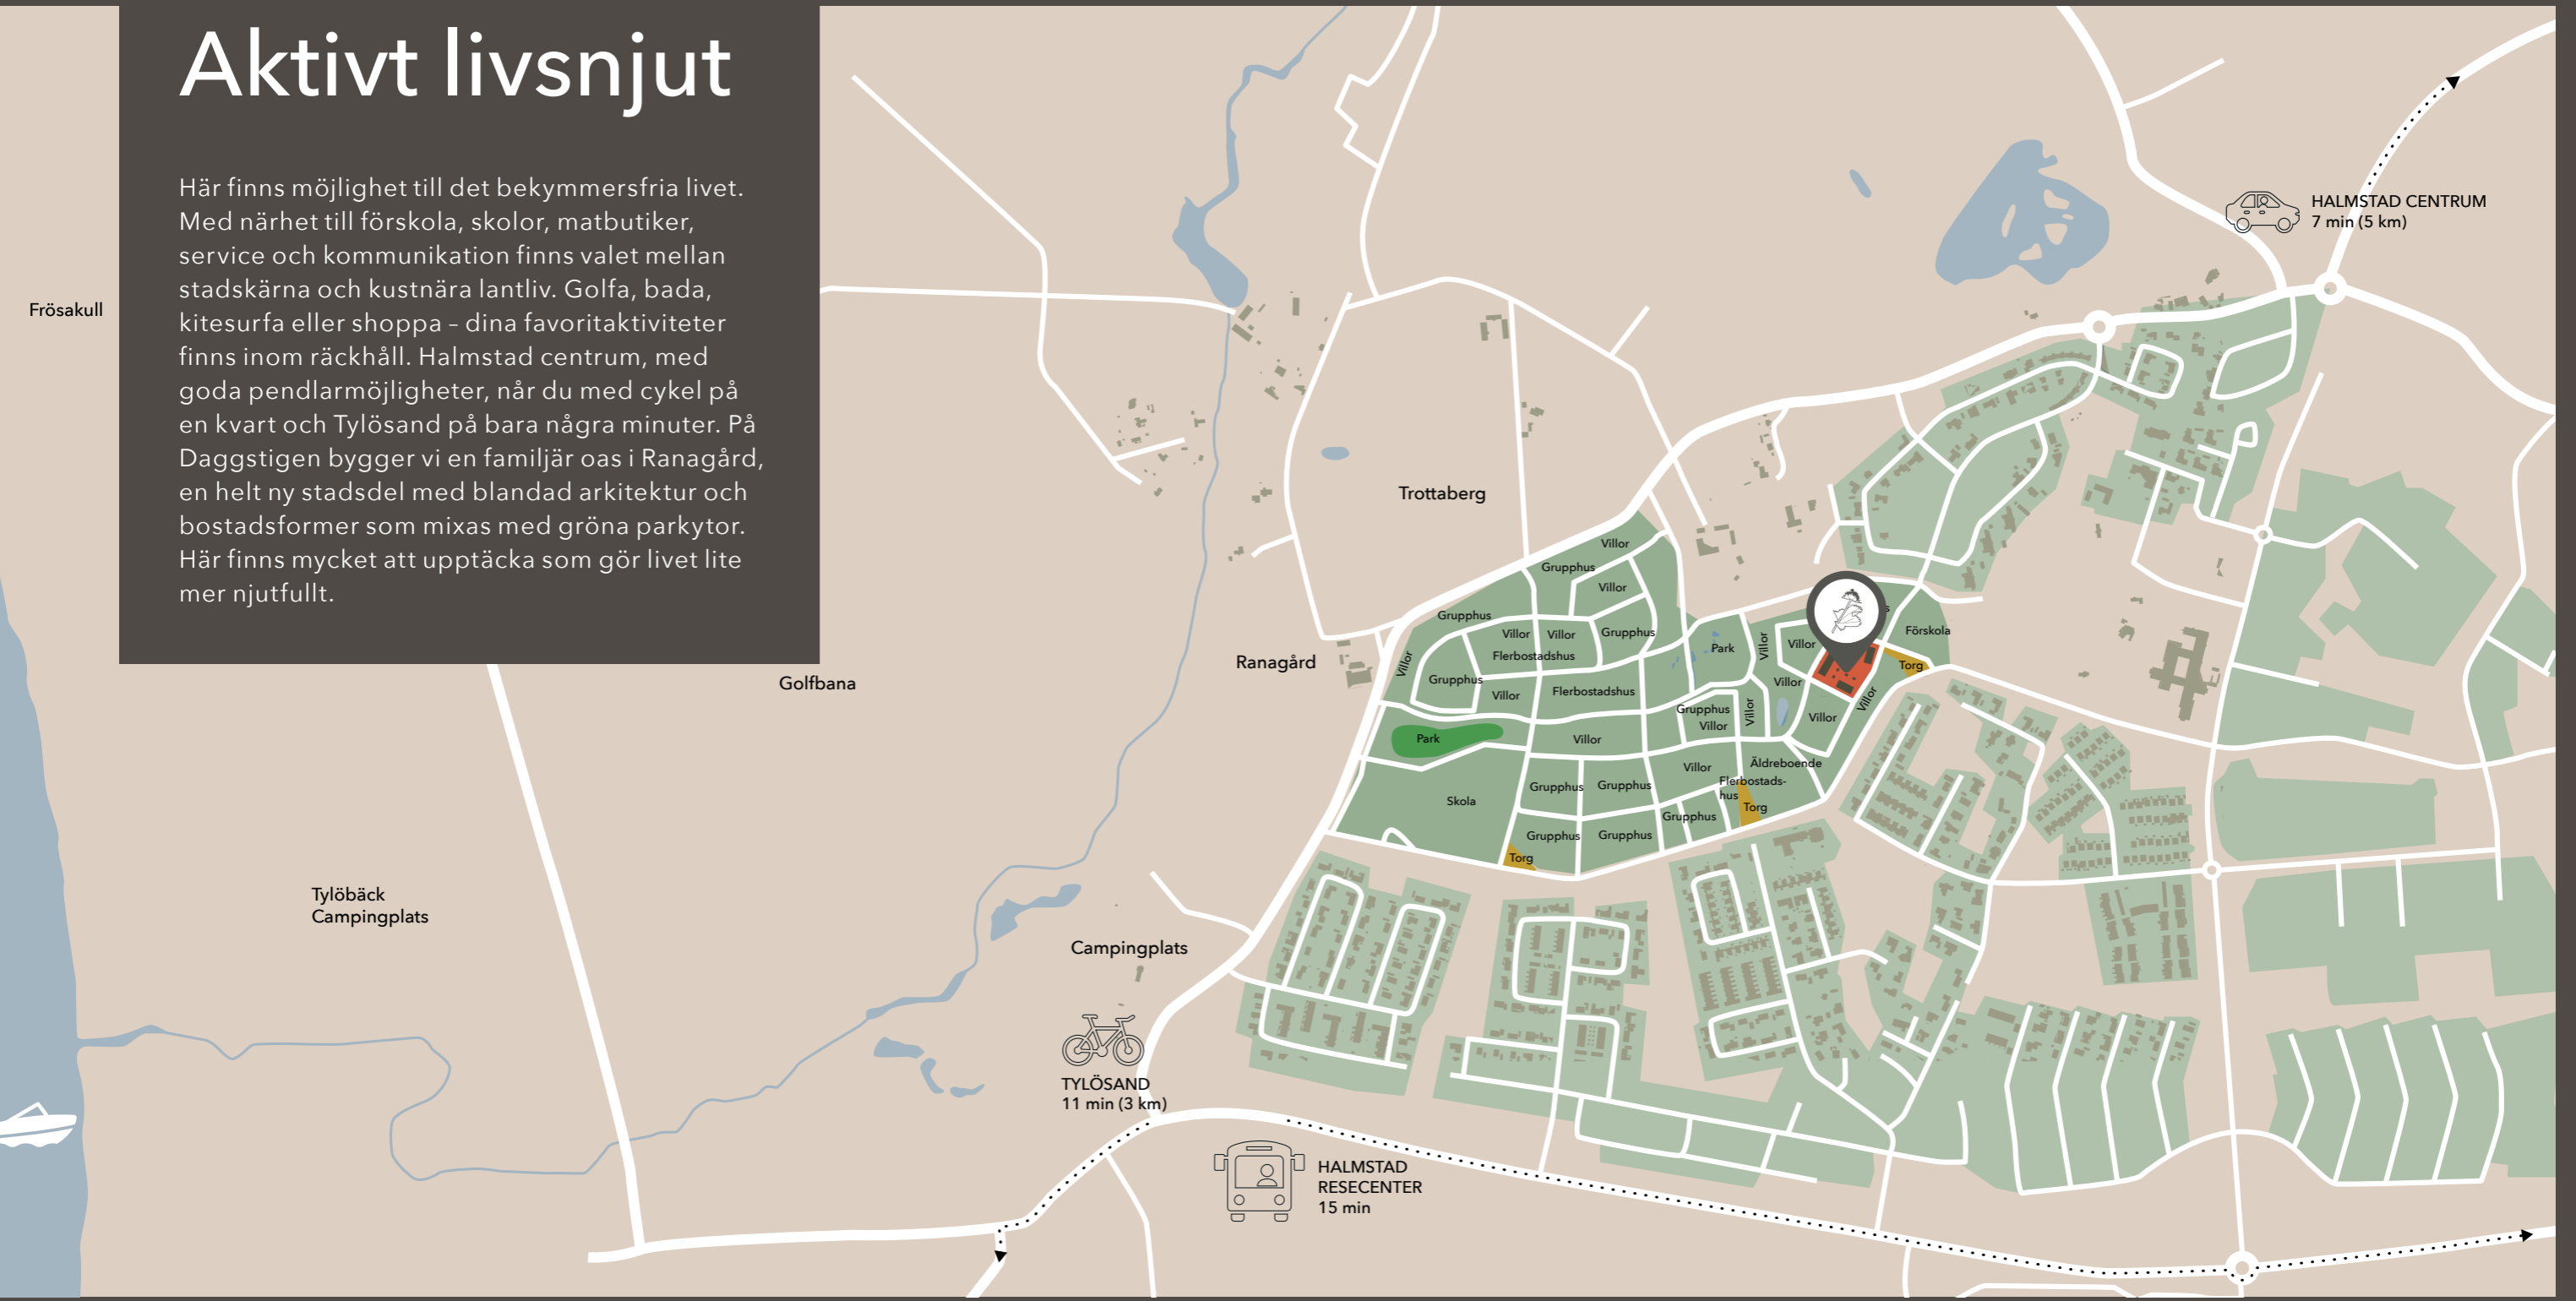 Aktivt livsnjut
Här finns möjlighet till det bekymmersfria livet.
Med närhet till förskola, skolor, matbutiker,
service och kommunikation finns valet mellan
stadskärna och kustnära lantliv. Golfa, bada,
kitesurfa eller shoppa – dina favoritaktiviteter
finns inom räckhåll. Halmstad centrum, med
goda pendlarmöjligheter, når du med cykel på
en kvart och Tylösand på bara några minuter. På
Daggstigen bygger vi en familjär oas i Ranagård,
en helt ny stadsdel med blandad arkitektur och
bostadsformer som mixas med gröna parkytor.
Här finns mycket att upptäcka som gör livet lite
mer njutfullt.
HALMSTAD CENTRUM
7 min (5 km)
Frösakull
Trottaberg
Ranagård
Golfbana
Tylöbäck
Campingplats
Campingplats
TYLÖSAND
11 min (3 km)
HALMSTAD
RESECENTER
15 min
Villor
Grupphus
Villor
Grupphus
Villor
Villor
Grupphus
Villor
Flerbostadshus
Grupphus
Villor
Flerbostadshus
Park
Villor
Skola
Grupphus
Grupphus
Grupphus
Grupphus
Torg
Park
Villor
Villor
Villor
Förskola
Torg
Villor
Villor
Grupphus
Villor
Villor
Villor
Äldreboende
Flerbostads-
hus
Torg
Grupphus